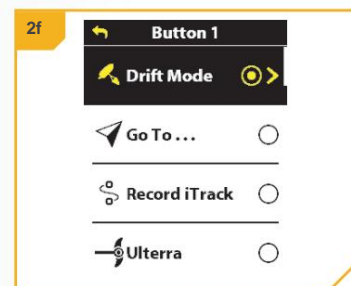 2f
Button 1
Drift Mode
Go To . . .
Record iTrack
Ulterra